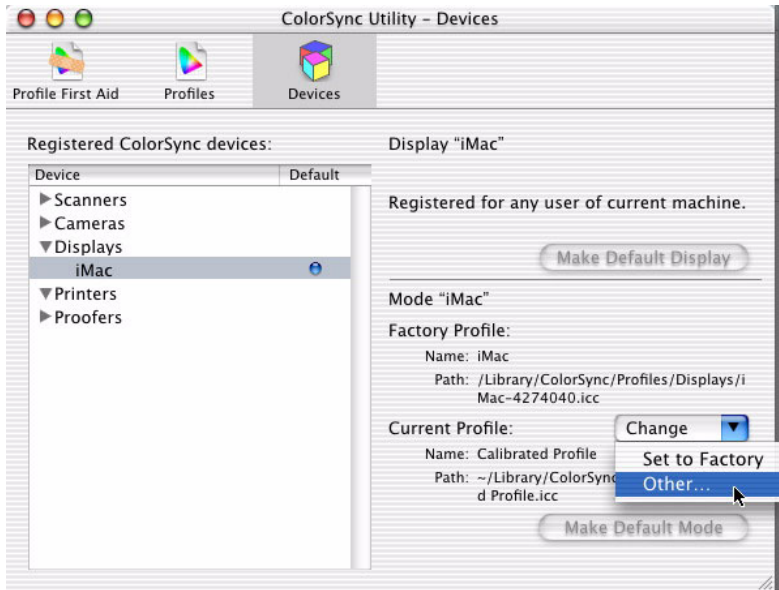 ColorSync Utility – Devices
Profile First Aid
Profiles
Devices
Registered ColorSync devices:
Device Default
Scanners
Cameras
Displays
iMac
Printers
Proofers
Display “iMac”
Registered for any user of current machine.
Make Default Display
Mode “iMac”
Factory Profile:
Name: iMac
Path: /Library/ColorSync/Profiles/Displays/i
Mac-4274040.icc
Current Profile: Change
Name: Calibrated Profile
Set to Factory
Path: ~/Library/ColorSync
Other...
d Profile.icc
Make Default Mode